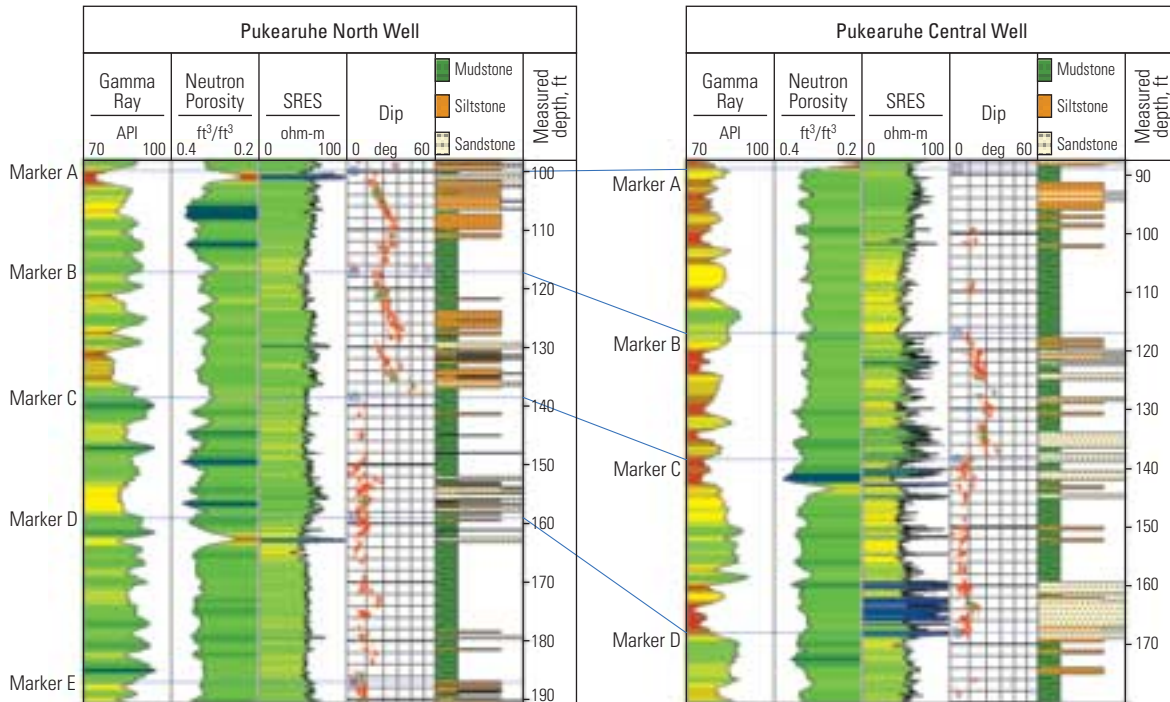 Pukearuhe North Well
Gamma Ray
API
70 100
Neutron Porosity
ft³/ft³
0.4 0.2
SRES
ohm-m
0 100
Dip
0 deg 60
Mudstone
Siltstone
Sandstone
Measured depth, ft
Marker A
Marker B
Marker C
Marker D
Marker E
100
110
120
130
140
150
160
170
180
190
Pukearuhe Central Well
Gamma Ray
API
70 100
Neutron Porosity
ft³/ft³
0.4 0.2
SRES
ohm-m
0 100
Dip
0 deg 60
Mudstone
Siltstone
Sandstone
Measured depth, ft
Marker A
Marker B
Marker C
Marker D
90
100
110
120
130
140
150
160
170